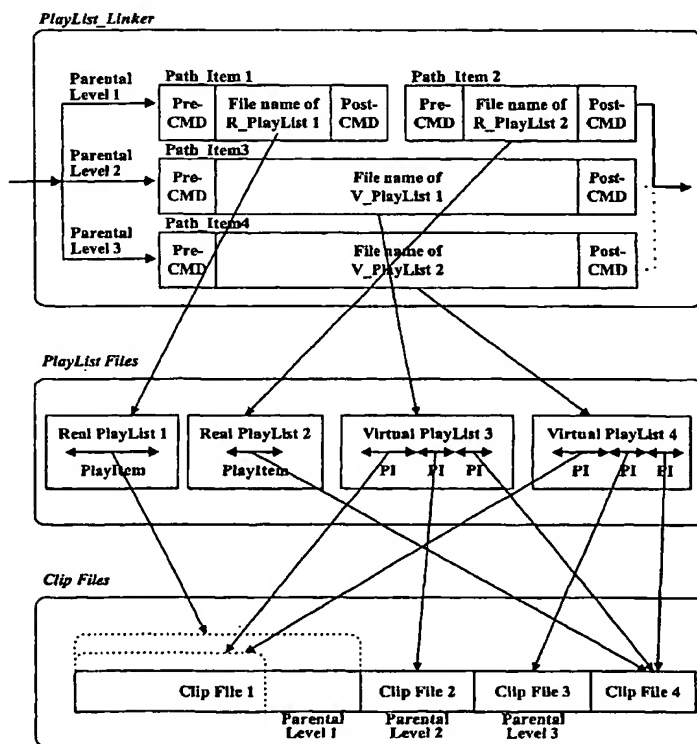 PlayList_Linker
Parental
Level 1
Path_Item 1
Pre-
CMD
File name of
R_PlayList 1
Post-
CMD
Path_Item 2
Pre-
CMD
File name of
R_PlayList 2
Post-
CMD
Parental
Level 2
Path_Item3
Pre-
CMD
File name of
V_PlayList 1
Post-
CMD
Parental
Level 3
Path_Item4
Pre-
CMD
File name of
V_PlayList 2
Post-
CMD
PlayList Files
Real PlayList 1
PlayItem
Real PlayList 2
PlayItem
Virtual PlayList 3
PI PI PI
Virtual PlayList 4
PI PI PI
Clip Files
Clip File 1
Clip File 2
Clip File 3
Clip File 4
Parental
Level 1
Parental
Level 2
Parental
Level 3